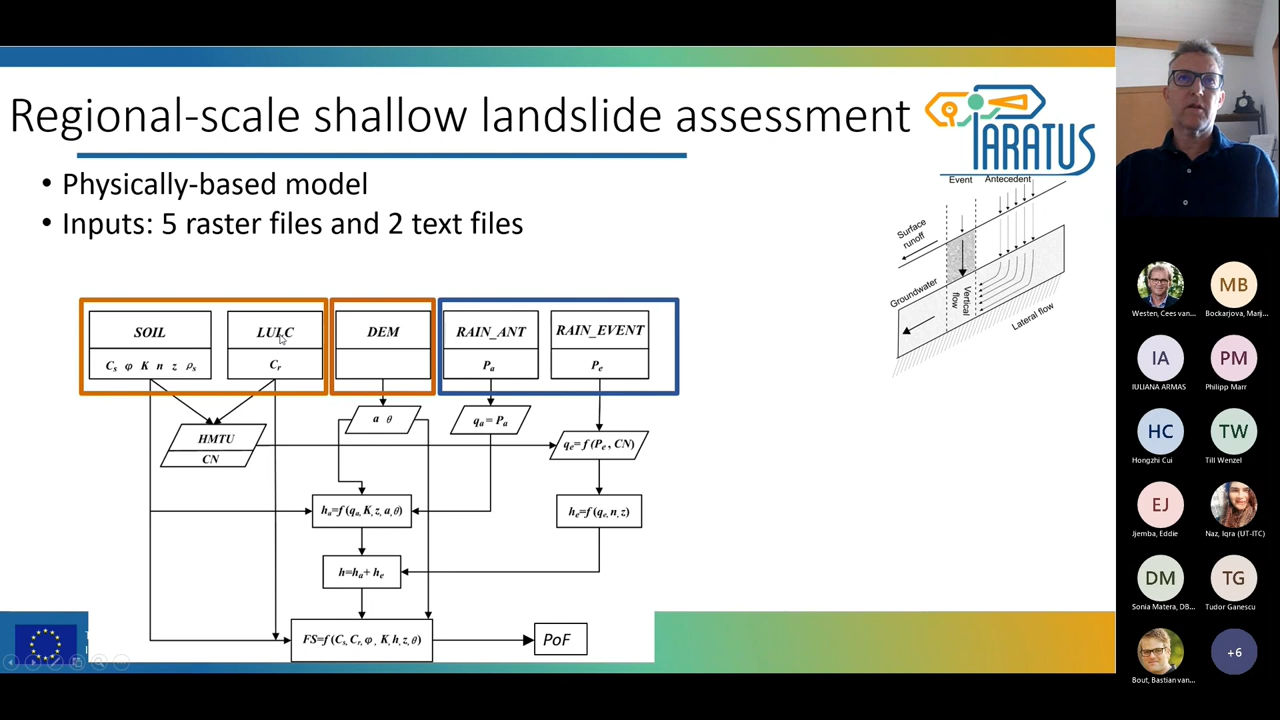 Regional-scale shallow landslide assessment
PARATUS
• Physically-based model
• Inputs: 5 raster files and 2 text files
Event
Antecedent
Surface
runoff
Groundwater
Vertical
flow
Lateral flow
SOIL
LULC
DEM
RAIN_ANT
RAIN_EVENT
Cs φ K n z ρs
Cr
Pa
Pe
a θ
qa = Pa
HMTU
CN
qe= f (Pe , CN)
ha=f (qa, K, z, a, θ)
he=f (qe, n, z)
h=ha+ he
FS=f (Cs, Cr, φ , K, h, z, θ)
PoF
Westen, Cees van...
MB
Bockarjova, Marij...
IA
IULIANA ARMAS
PM
Philipp Marr
HC
Hongzhi Cui
TW
Till Wenzel
EJ
Jjemba, Eddie
Naz, Iqra (UT-ITC)
DM
Sonia Matera, DB...
TG
Tudor Ganescu
Bout, Bastian van...
+6